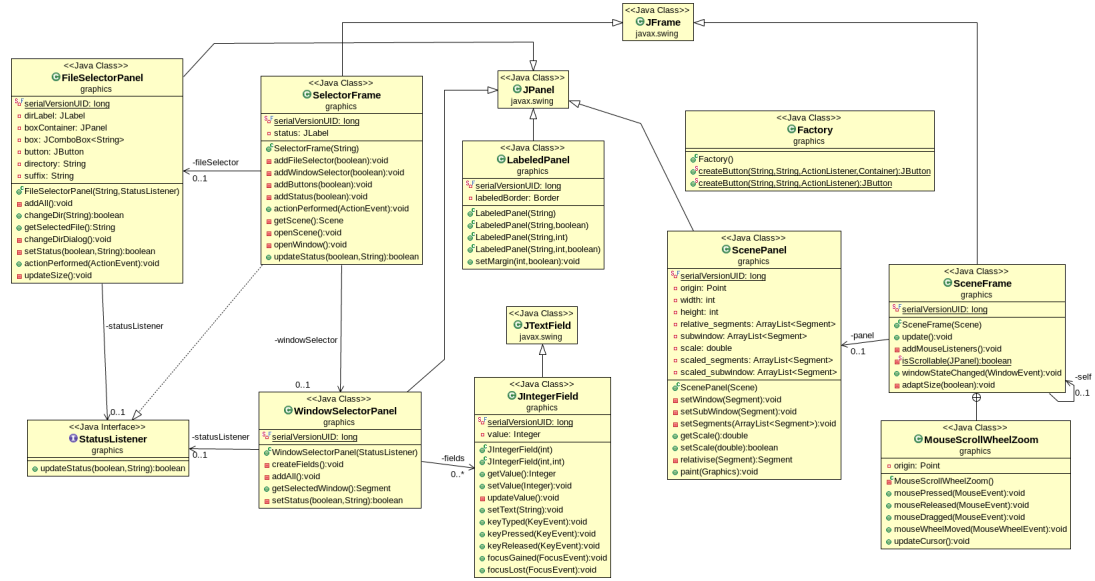 <<Java Class>>
JFrame
javax.swing
<<Java Class>>
FileSelectorPanel
graphics
serialVersionUID: long
dirLabel: JLabel
boxContainer: JPanel
box: JComboBox<String>
button: JButton
directory: String
suffix: String
FileSelectorPanel(String,StatusListener)
addAll():void
changeDir(String):boolean
getSelectedFile():String
changeDirDialog():void
setStatus(boolean,String):boolean
actionPerformed(ActionEvent):void
updateSize():void
<<Java Class>>
SelectorFrame
graphics
serialVersionUID: long
status: JLabel
SelectorFrame(String)
addFileSelector(boolean):void
addWindowSelector(boolean):void
addButtons(boolean):void
addStatus(boolean):void
actionPerformed(ActionEvent):void
getScene():Scene
openScene():void
openWindow():void
updateStatus(boolean,String):boolean
-fileSelector
0..1
<<Java Class>>
JPanel
javax.swing
<<Java Class>>
LabeledPanel
graphics
serialVersionUID: long
labeledBorder: Border
LabeledPanel(String)
LabeledPanel(String,boolean)
LabeledPanel(String,int)
LabeledPanel(String,int,boolean)
setMargin(int,boolean):void
<<Java Class>>
Factory
graphics
Factory()
createButton(String,String,ActionListener,Container):JButton
createButton(String,String,ActionListener):JButton
<<Java Class>>
ScenePanel
graphics
serialVersionUID: long
origin: Point
width: int
height: int
relative_segments: ArrayList<Segment>
subwindow: ArrayList<Segment>
scale: double
scaled_segments: ArrayList<Segment>
scaled_subwindow: ArrayList<Segment>
ScenePanel(Scene)
setWindow(Segment):void
setSubWindow(Segment):void
setSegments(ArrayList<Segment>):void
getScale():double
setScale(double):boolean
relativise(Segment):Segment
paint(Graphics):void
<<Java Class>>
SceneFrame
graphics
serialVersionUID: long
SceneFrame(Scene)
update():void
addMouseListeners():void
isScrollable(JPanel):boolean
windowStateChanged(WindowEvent):void
adaptSize(boolean):void
-panel
0..1
-self
0..1
<<Java Class>>
MouseScrollWheelZoom
graphics
origin: Point
MouseScrollWheelZoom()
mousePressed(MouseEvent):void
mouseReleased(MouseEvent):void
mouseDragged(MouseEvent):void
mouseWheelMoved(MouseWheelEvent):void
updateCursor():void
<<Java Class>>
JTextField
javax.swing
<<Java Class>>
JIntegerField
graphics
serialVersionUID: long
value: Integer
JIntegerField(int)
JIntegerField(int,int)
getValue():Integer
setValue(Integer):void
updateValue():void
setText(String):void
keyTyped(KeyEvent):void
keyPressed(KeyEvent):void
keyReleased(KeyEvent):void
focusGained(FocusEvent):void
focusLost(FocusEvent):void
-statusListener
0..1
-windowSelector
0..1
<<Java Interface>>
StatusListener
graphics
updateStatus(boolean,String):boolean
-statusListener
0..1
<<Java Class>>
WindowSelectorPanel
graphics
serialVersionUID: long
WindowSelectorPanel(StatusListener)
createFields():void
addAll():void
getSelectedWindow():Segment
setStatus(boolean,String):boolean
-fields
0..*